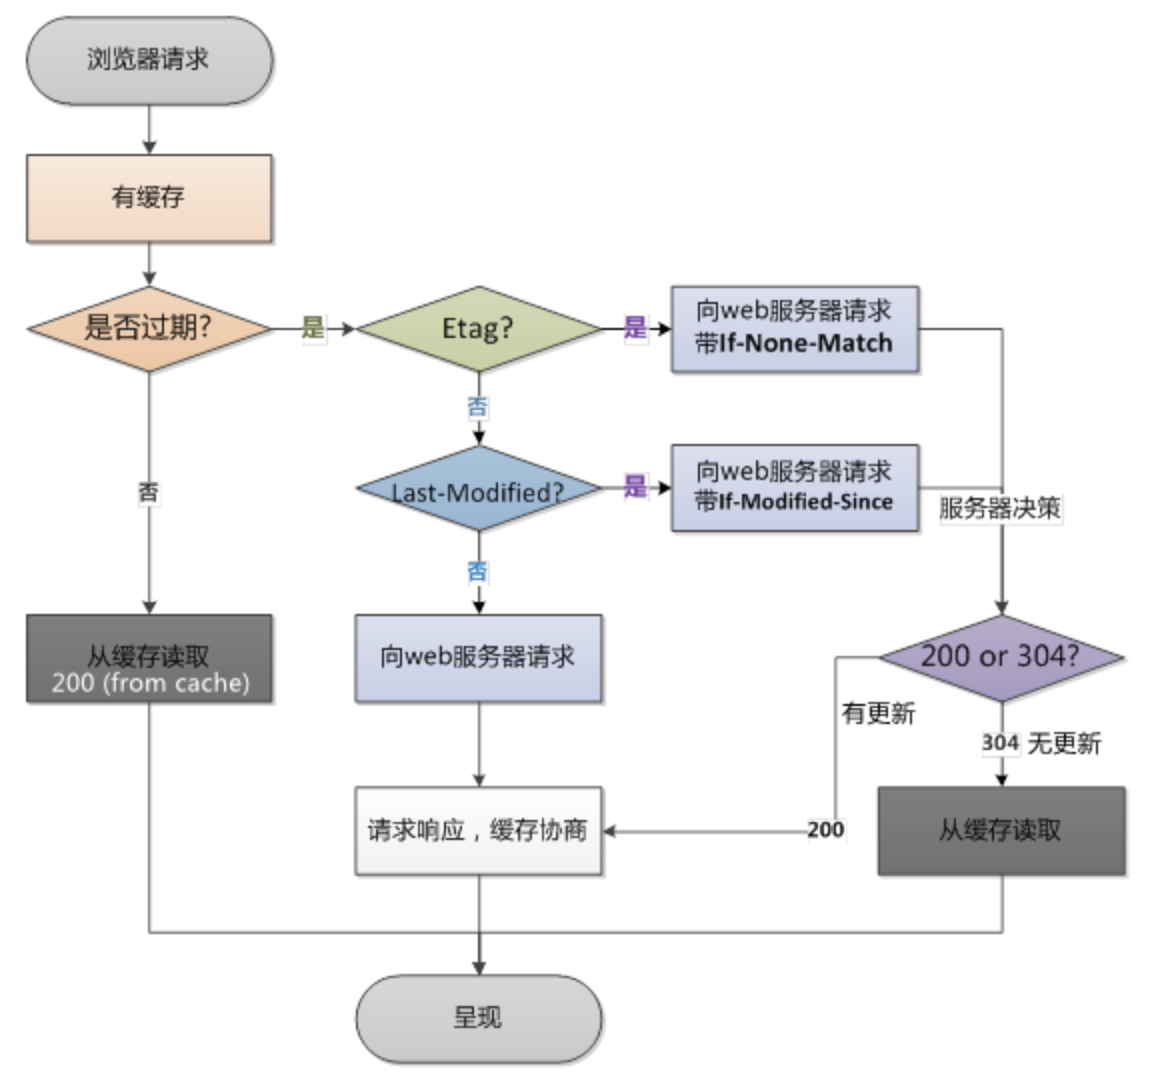 浏览器请求
有缓存
是否过期?
是
Etag?
是
向web服务器请求
带If-None-Match
否
否
Last-Modified?
是
向web服务器请求
带If-Modified-Since
服务器决策
否
从缓存读取
200 (from cache)
向web服务器请求
200 or 304?
有更新
304 无更新
请求响应，缓存协商
200
从缓存读取
呈现